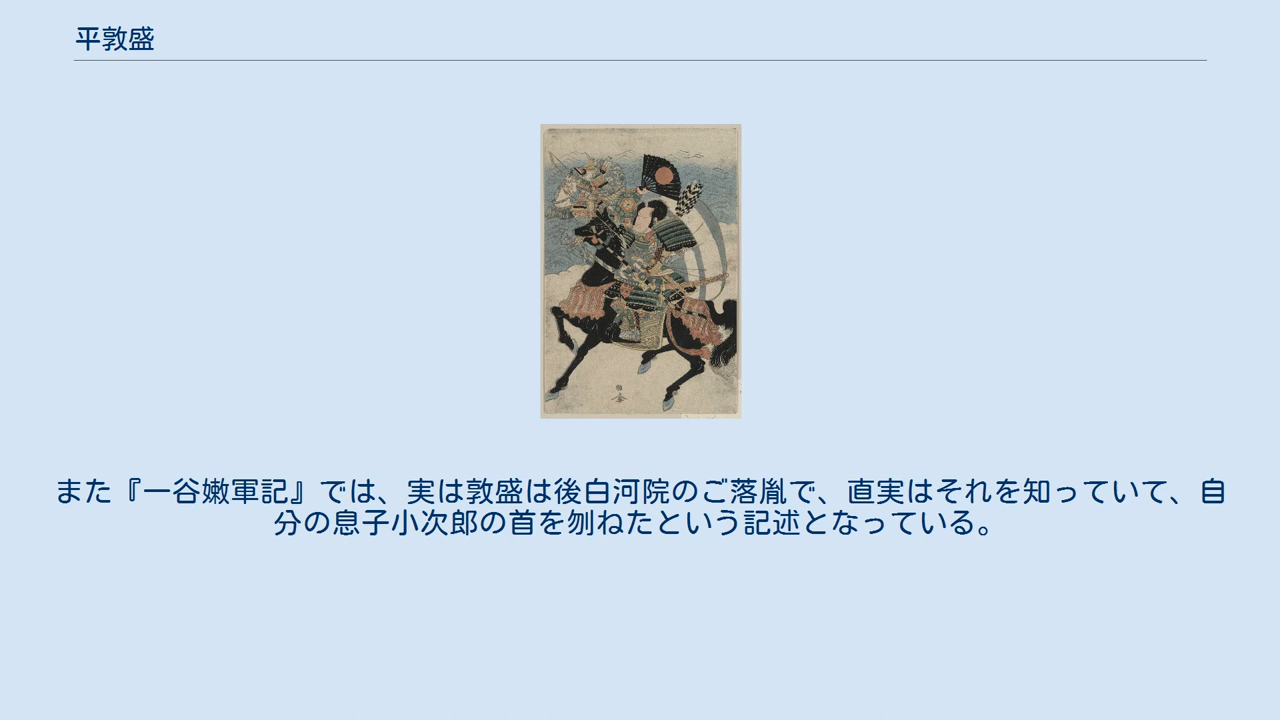 平敦盛
また『一谷嫩軍記』では、実は敦盛は後白河院のご落胤で、直実はそれを知っていて、自
分の息子小次郎の首を刎ねたという記述となっている。